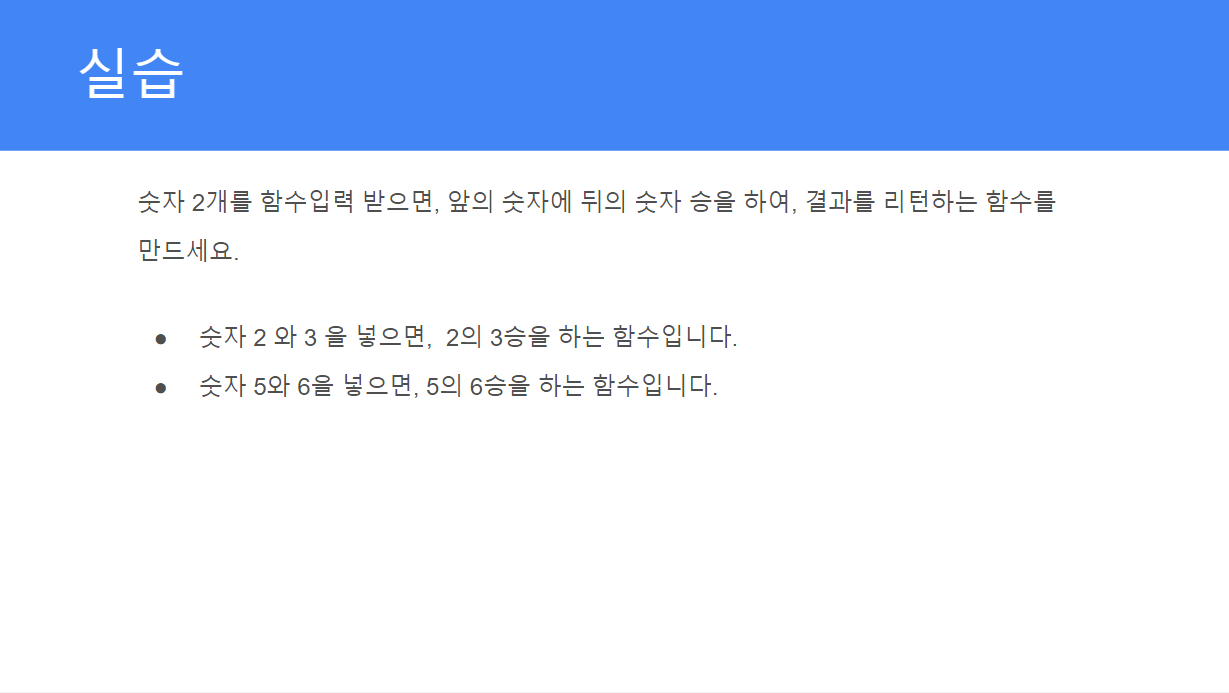 실습
숫자 2개를 함수입력 받으면, 앞의 숫자에 뒤의 숫자 승을 하여, 결과를 리턴하는 함수를
만드세요.
● 숫자 2 와 3 을 넣으면,  2의 3승을 하는 함수입니다.
● 숫자 5와 6을 넣으면, 5의 6승을 하는 함수입니다.